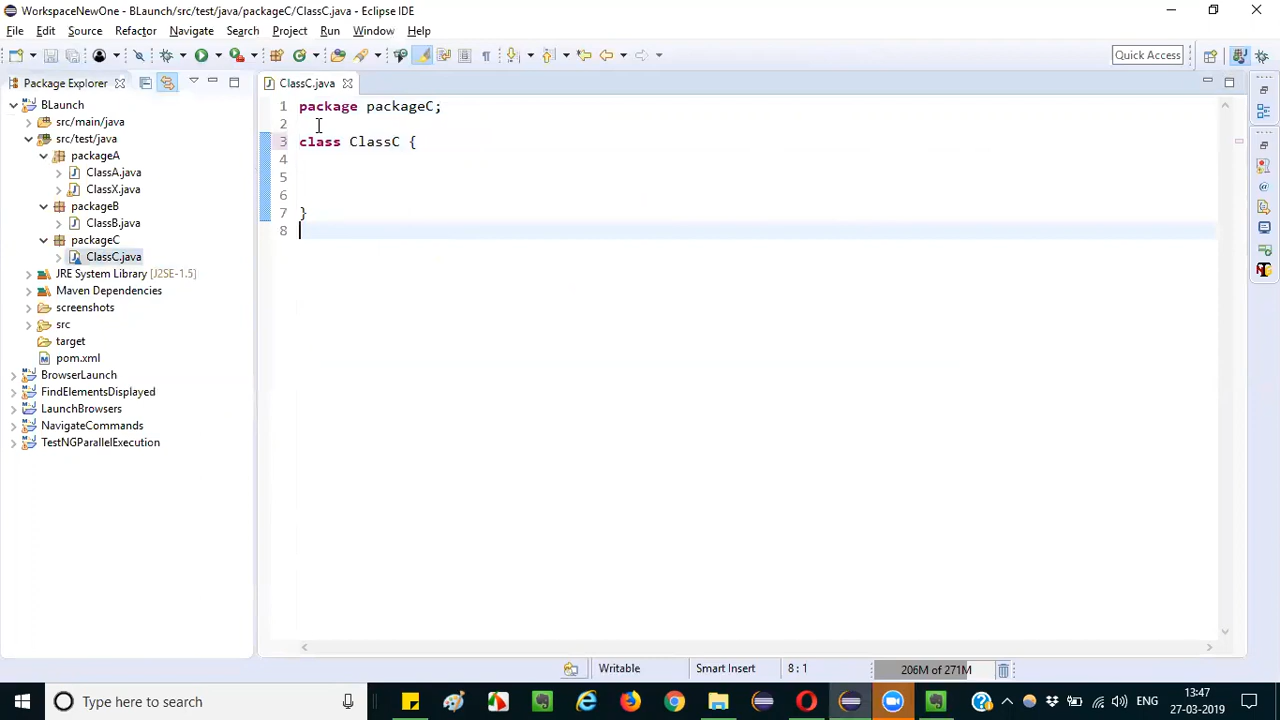 WorkspaceNewOne - BLaunch/src/test/java/packageC/ClassC.java - Eclipse IDE
File Edit Source Refactor Navigate Search Project Run Window Help
Quick Access
Package Explorer
BLaunch
src/main/java
src/test/java
packageA
ClassA.java
ClassX.java
packageB
ClassB.java
packageC
ClassC.java
JRE System Library [J2SE-1.5]
Maven Dependencies
screenshots
src
target
pom.xml
BrowserLaunch
FindElementsDisplayed
LaunchBrowsers
NavigateCommands
TestNGParallelExecution
ClassC.java
1 package packageC;
2
3 class ClassC {
4
5
6
7 }
8
Writable Smart Insert 8 : 1 206M of 271M
Type here to search
ENG
13:47
27-03-2019